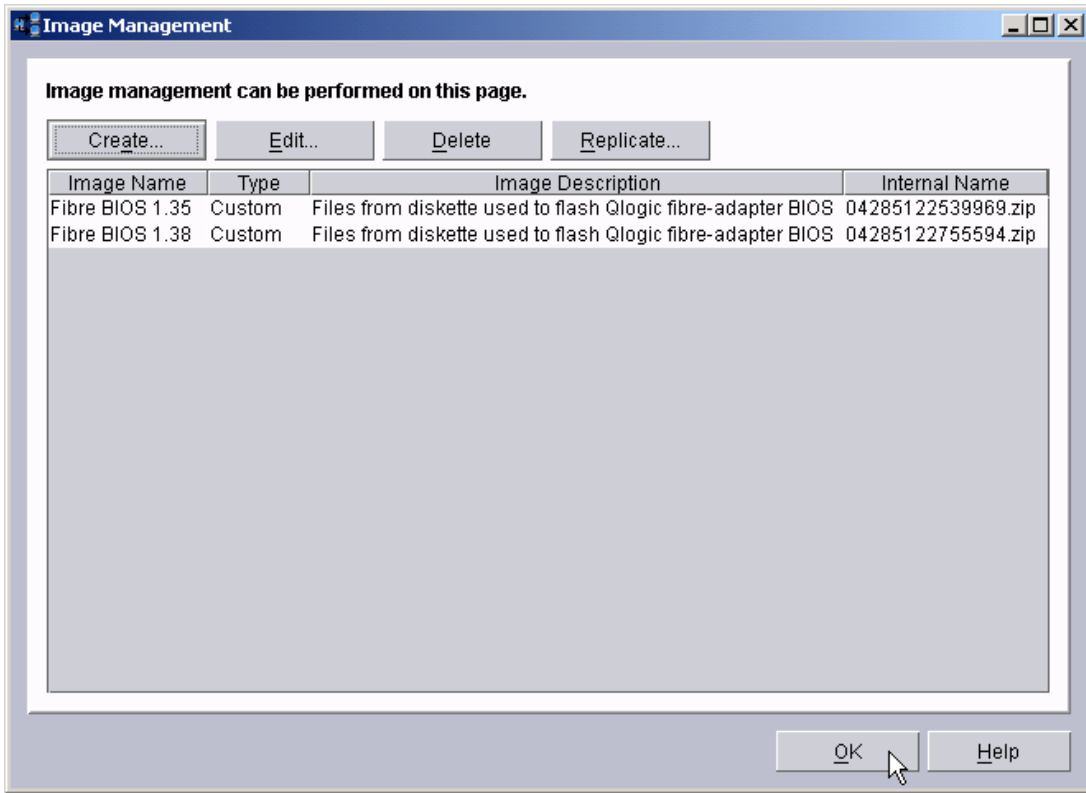 Image Management
Image management can be performed on this page.
Create... Edit... Delete Replicate...
Image Name Type Image Description Internal Name
Fibre BIOS 1.35 Custom Files from diskette used to flash Qlogic fibre-adapter BIOS 04285122539969.zip
Fibre BIOS 1.38 Custom Files from diskette used to flash Qlogic fibre-adapter BIOS 04285122755594.zip
OK Help